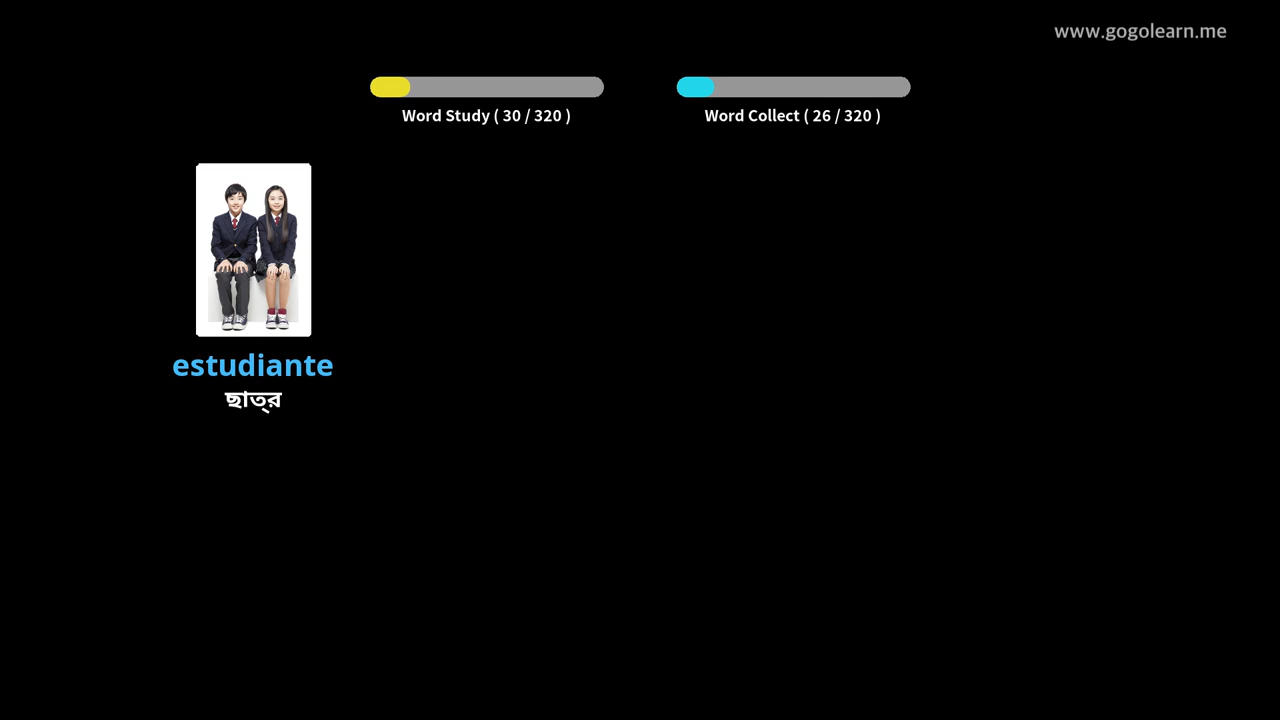 www.gogolearn.me
Word Study ( 30 / 320 )
Word Collect ( 26 / 320 )
estudiante
ছাত্র